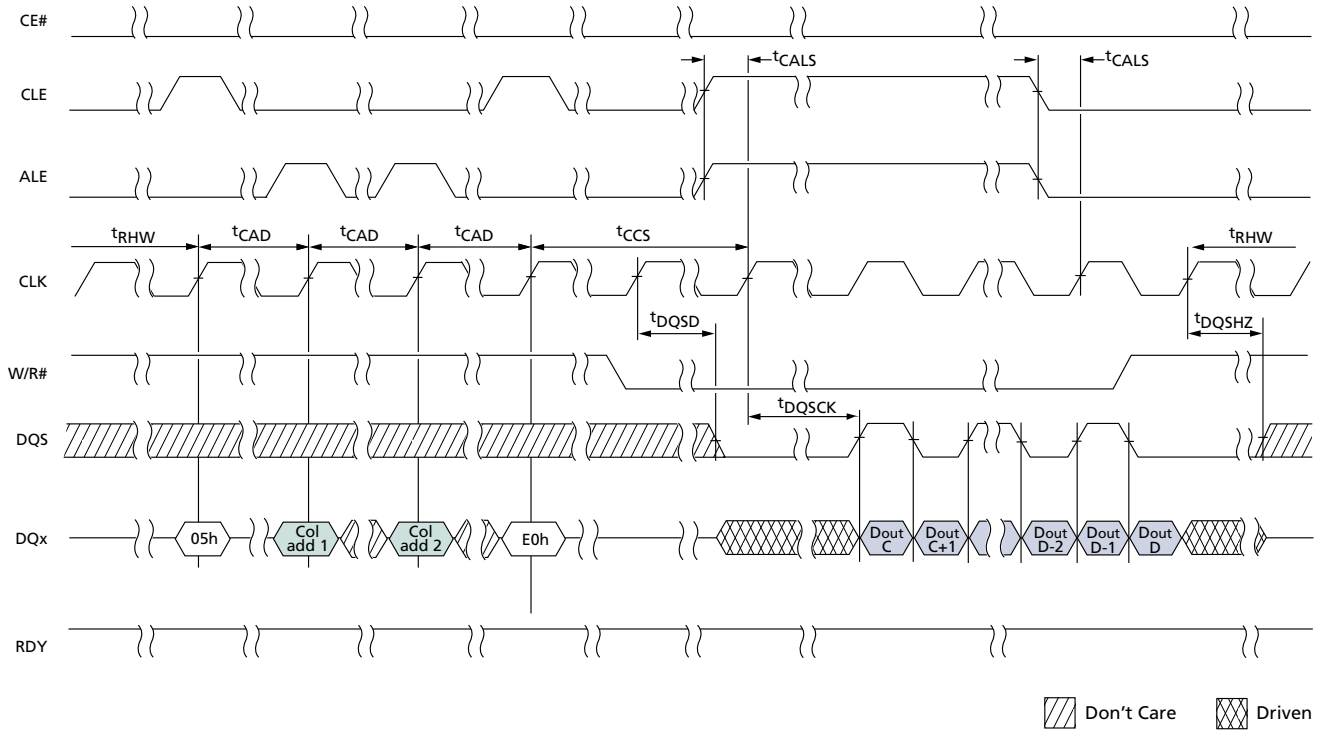 CE#
tCALS
tCALS
CLE
ALE
tRHW
tCAD
tCAD
tCAD
tCCS
tRHW
CLK
tDQSD
tDQSHZ
W/R#
tDQSCK
DQS
DQx
05h
Col
add 1
Col
add 2
E0h
Dout
C
Dout
C+1
Dout
D-2
Dout
D-1
Dout
D
RDY
Don't Care
Driven